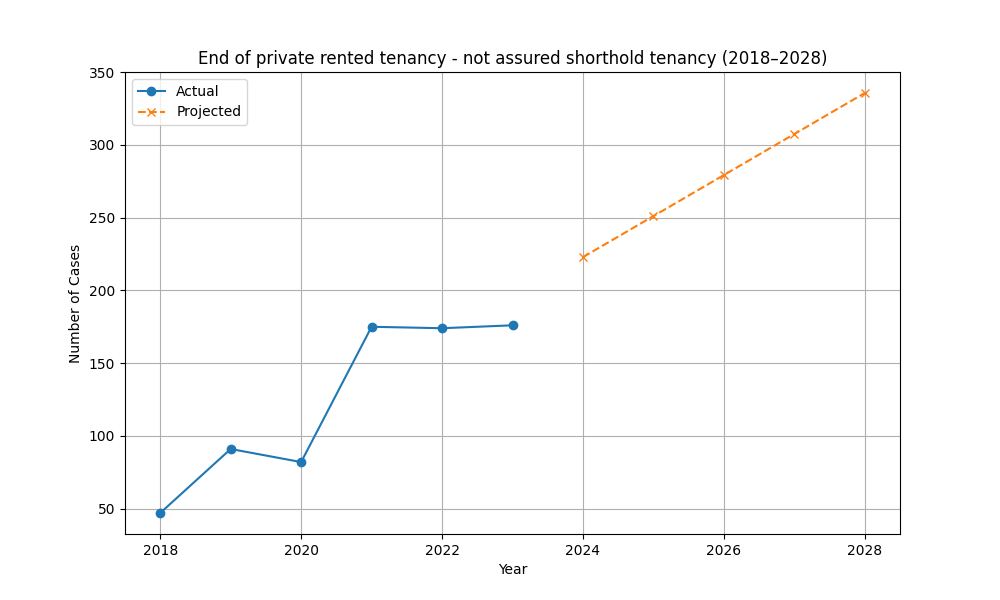 End of private rented tenancy - not assured shorthold tenancy (2018–2028)
Actual
Projected
350
300
250
200
150
100
50
Number of Cases
2018 2020 2022 2024 2026 2028
Year